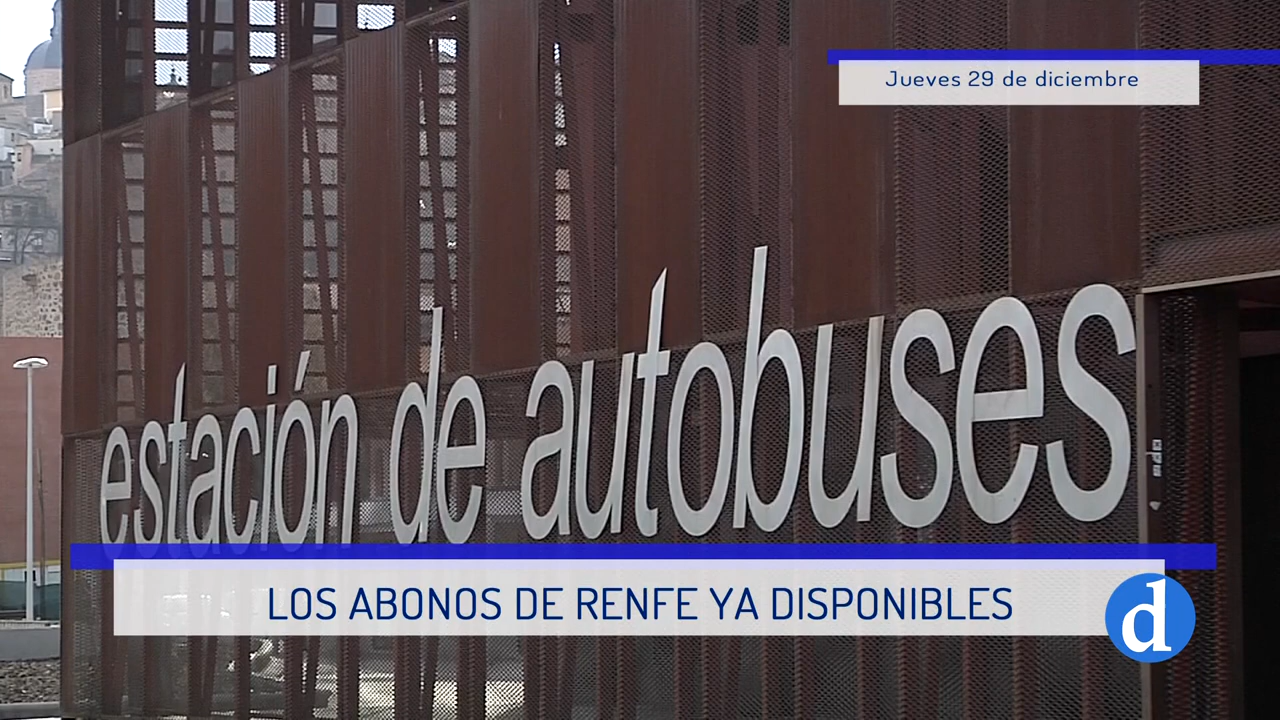 Jueves 29 de diciembre
estación de autobuses
LOS ABONOS DE RENFE YA DISPONIBLES
d